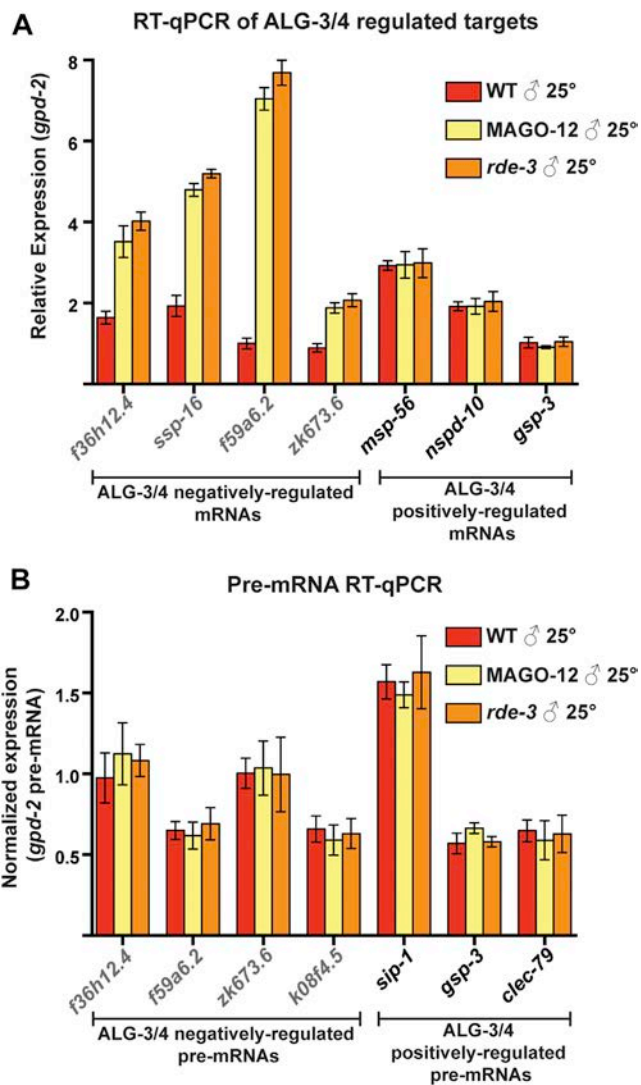 A
RT-qPCR of ALG-3/4 regulated targets
Relative Expression (gpd-2)
8
6
4
2
WT ♂ 25°
MAGO-12 ♂ 25°
rde-3 ♂ 25°
f36h12.4
ssp-16
f59a6.2
zk673.6
msp-56
nspd-10
gsp-3
ALG-3/4 negatively-regulated
mRNAs
ALG-3/4
positively-regulated
mRNAs
B
Pre-mRNA RT-qPCR
Normalized expression
(gpd-2 pre-mRNA)
2.0
1.5
1.0
0.5
WT ♂ 25°
MAGO-12 ♂ 25°
rde-3 ♂ 25°
f36h12.4
f59a6.2
zk673.6
k08f4.5
sip-1
gsp-3
clec-79
ALG-3/4 negatively-regulated
pre-mRNAs
ALG-3/4
positively-regulated
pre-mRNAs